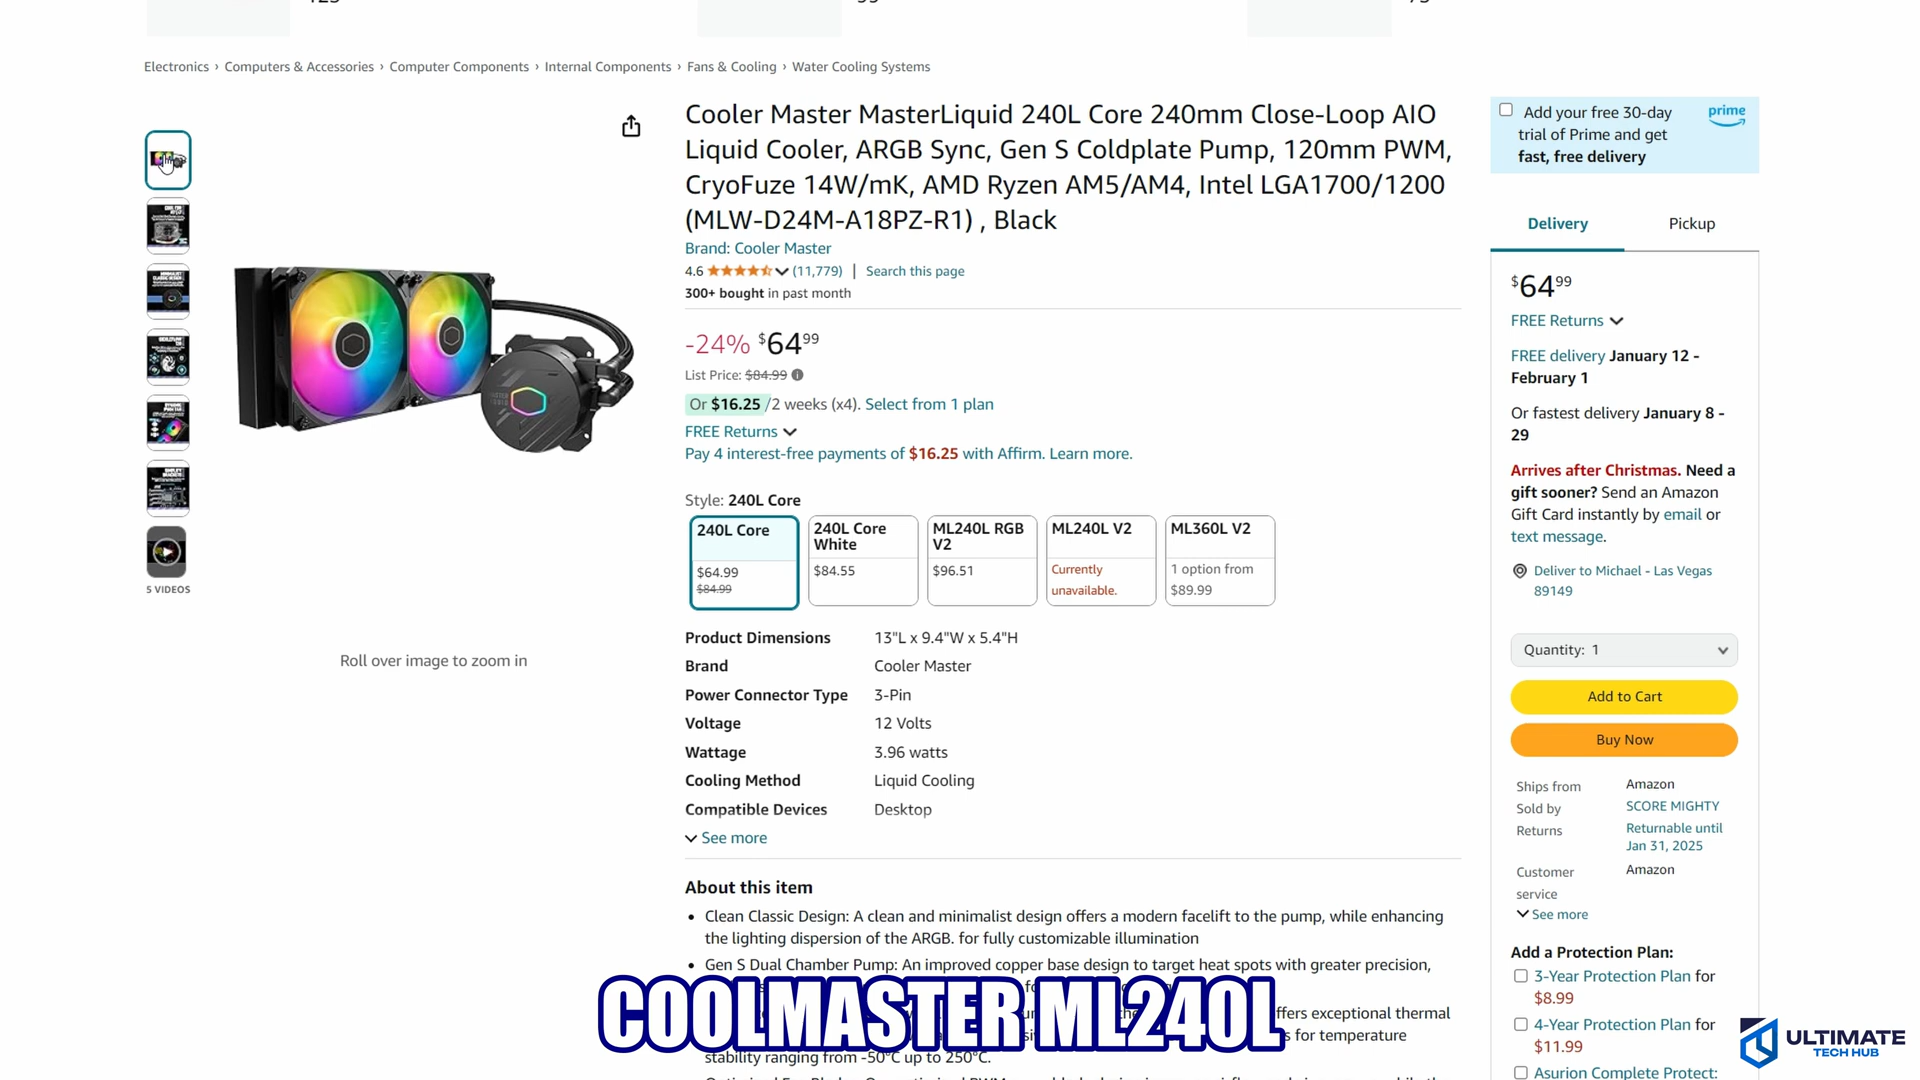 Electronics › Computers & Accessories › Computer Components › Internal Components › Fans & Cooling › Water Cooling Systems
Cooler Master MasterLiquid 240L Core 240mm Close-Loop AIO
Liquid Cooler, ARGB Sync, Gen S Coldplate Pump, 120mm PWM,
CryoFuze 14W/mK, AMD Ryzen AM5/AM4, Intel LGA1700/1200
(MLW-D24M-A18PZ-R1) , Black
Brand: Cooler Master
4.6 (11,779) | Search this page
300+ bought in past month
-24% $64 99
List Price: $84.99
Or $16.25 /2 weeks (x4). Select from 1 plan
FREE Returns
Pay 4 interest-free payments of $16.25 with Affirm. Learn more.
Style: 240L Core
240L Core
$64.99
$84.99
240L Core
White
$84.55
ML240L RGB
V2
$96.51
ML240L V2
Currently
unavailable.
ML360L V2
1 option from
$89.99
Product Dimensions 13"L x 9.4"W x 5.4"H
Brand Cooler Master
Power Connector Type 3-Pin
Voltage 12 Volts
Wattage 3.96 watts
Cooling Method Liquid Cooling
Compatible Devices Desktop
See more
About this item
Clean Classic Design: A clean and minimalist design offers a modern facelift to the pump, while enhancing
the lighting dispersion of the ARGB. for fully customizable illumination
Gen S Dual Chamber Pump: An improved copper base design to target heat spots with greater precision,
ffers exceptional thermal
s for temperature
stability ranging from -50°C up to 250°C.
COOLMASTER ML240L
5 VIDEOS
Roll over image to zoom in
Add your free 30-day
trial of Prime and get
fast, free delivery
prime
Delivery
Pickup
$64 99
FREE Returns
FREE delivery January 12 -
February 1
Or fastest delivery January 8 -
29
Arrives after Christmas. Need a
gift sooner? Send an Amazon
Gift Card instantly by email or
text message.
Deliver to Michael - Las Vegas
89149
Quantity: 1
Add to Cart
Buy Now
Ships from Amazon
Sold by SCORE MIGHTY
Returns Returnable until
Jan 31, 2025
Customer
service
Amazon
See more
Add a Protection Plan:
3-Year Protection Plan for
$8.99
4-Year Protection Plan for
$11.99
Asurion Complete Protect:
ULTIMATE
TECH HUB